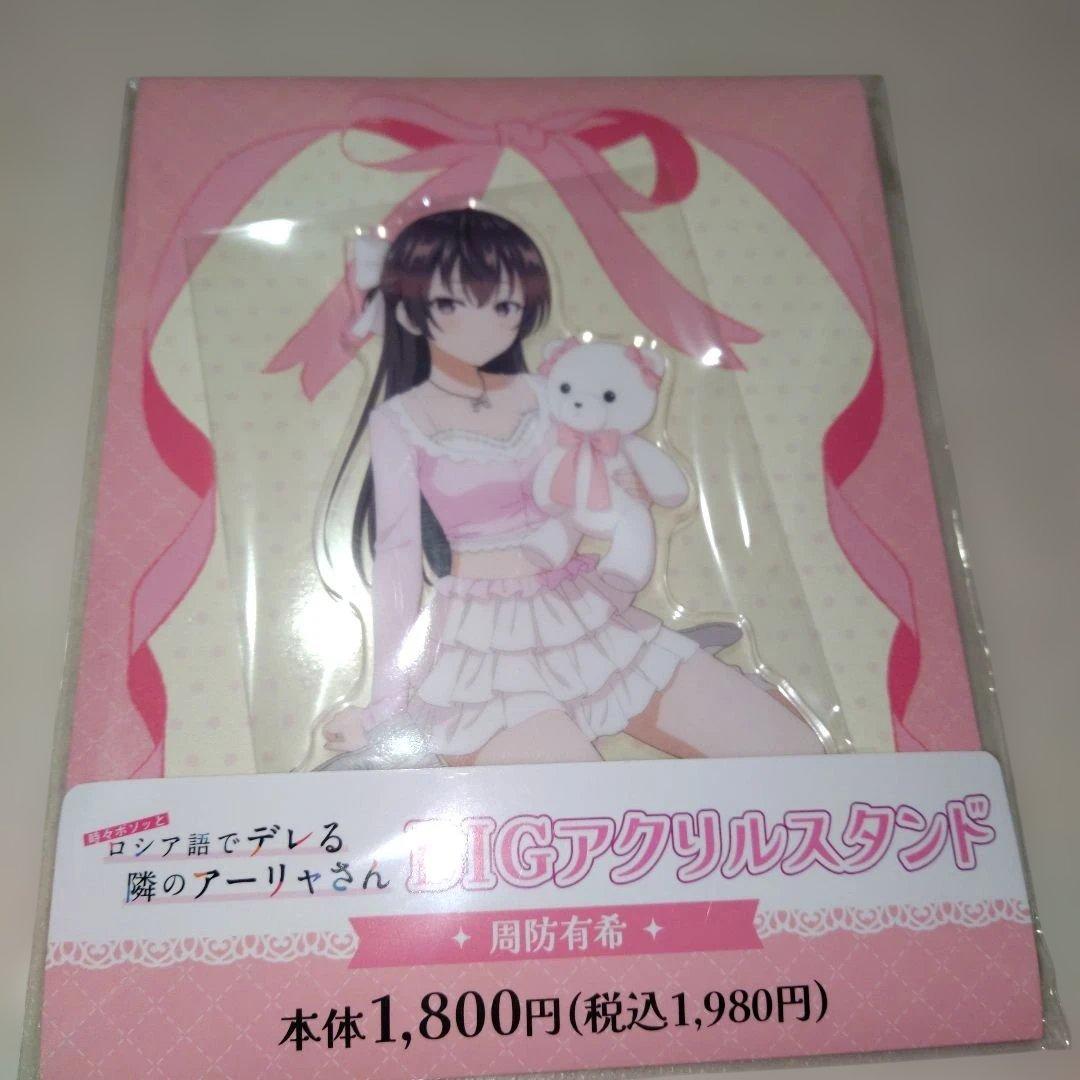 時々ボソッと
ロシア語でデレる
隣のアーリャさん
BIGアクリルスタンド
周防有希
本体1,800円(税込1,980円)